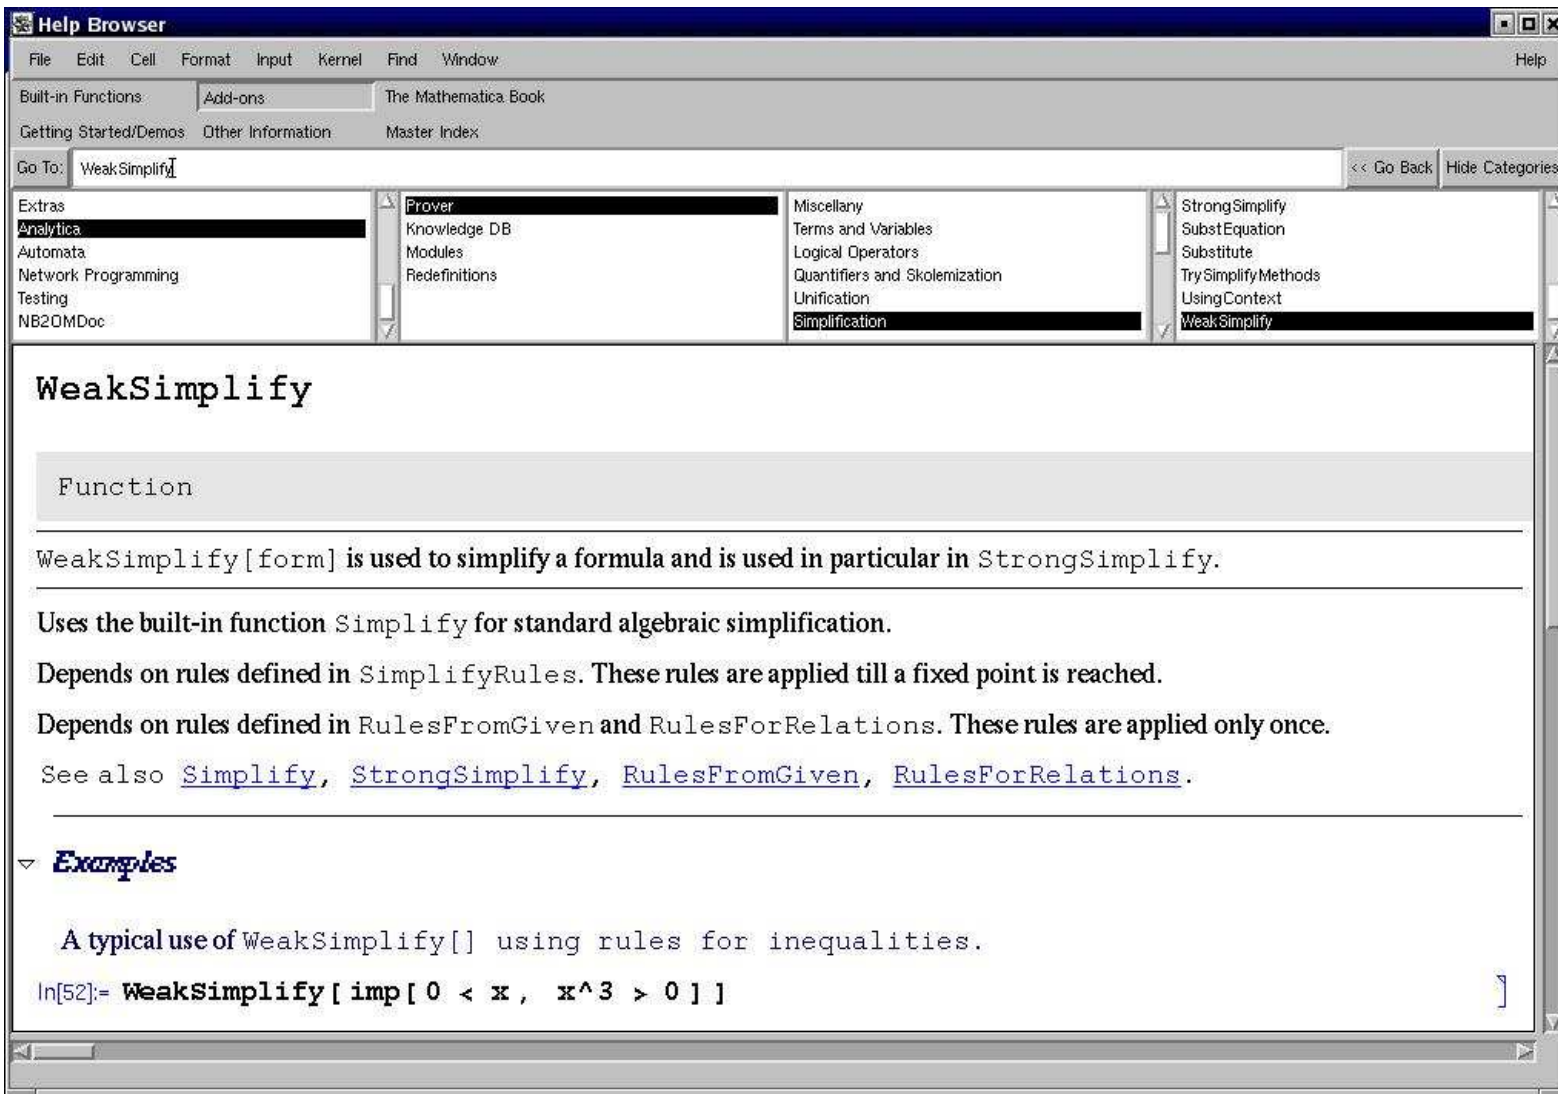 Help Browser
File Edit Cell Format Input Kernel Find Window Help
Built-in Functions Add-ons The Mathematica Book
Getting Started/Demos Other Information Master Index
Go To: WeakSimplify << Go Back Hide Categories
Extras
Analytica
Automata
Network Programming
Testing
NB2OMDoc
Prover
Knowledge DB
Modules
Redefinitions
Miscellany
Terms and Variables
Logical Operators
Quantifiers and Skolemization
Unification
Simplification
StrongSimplify
SubstEquation
Substitute
TrySimplifyMethods
UsingContext
WeakSimplify
WeakSimplify
Function
WeakSimplify[form] is used to simplify a formula and is used in particular in StrongSimplify.
Uses the built-in function Simplify for standard algebraic simplification.
Depends on rules defined in SimplifyRules. These rules are applied till a fixed point is reached.
Depends on rules defined in RulesFromGiven and RulesForRelations. These rules are applied only once.
See also Simplify, StrongSimplify, RulesFromGiven, RulesForRelations.
Examples
A typical use of WeakSimplify[] using rules for inequalities.
In[52]:= WeakSimplify[imp[0 < x, x^3 > 0]]